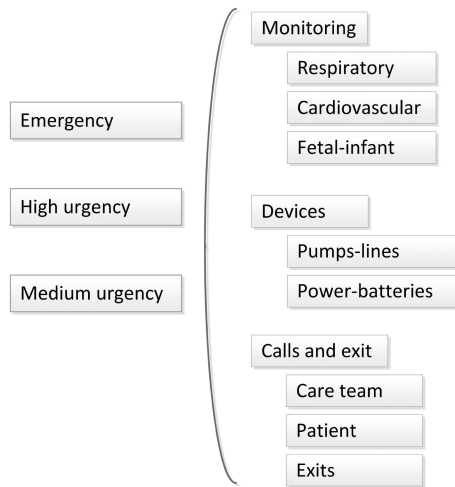 Emergency
High urgency
Medium urgency
Monitoring
Respiratory
Cardiovascular
Fetal-infant
Devices
Pumps-lines
Power-batteries
Calls and exit
Care team
Patient
Exits